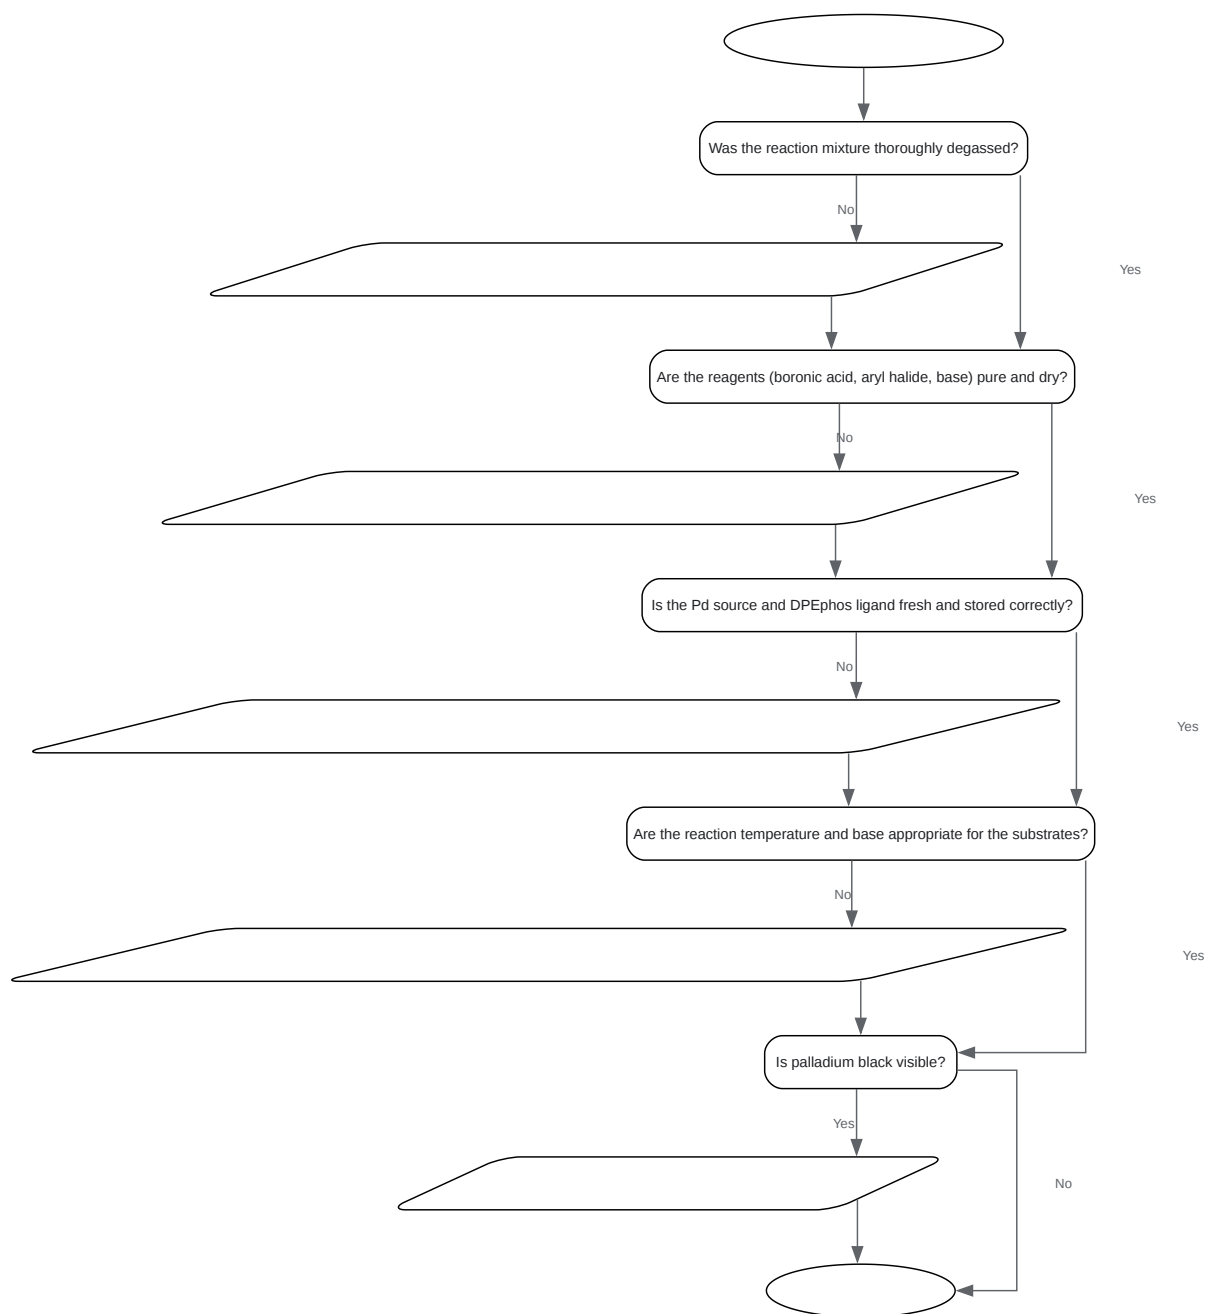 Was the reaction mixture thoroughly degassed?
No
Yes
Are the reagents (boronic acid, aryl halide, base) pure and dry?
No
Yes
Is the Pd source and DPEphos ligand fresh and stored correctly?
No
Yes
Are the reaction temperature and base appropriate for the substrates?
No
Yes
Is palladium black visible?
Yes
No